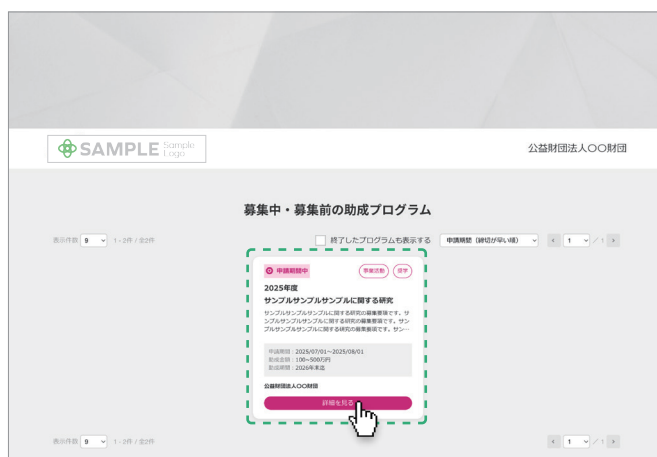 SAMPLE Sample Logo
公益財団法人〇〇財団
募集中・募集前の助成プログラム
表示件数 9 1 - 2件 / 全2件
終了したプログラムも表示する 申請期間(締切が早い順) 1 / 1
申請期間中 事業活動 奨学
2025年度
サンプルサンプルサンプルに関する研究
サンプルサンプルサンプルに関する研究の募集要項です。サ
ンプルサンプルサンプルに関する研究の募集要項です。サン
プルサンプルサンプルに関する研究の募集要項です。サン…
申請期間:2025/07/01~2025/08/01
助成金額:100~500万円
助成期間:2026年末迄
公益財団法人〇〇財団
詳細を見る
表示件数 9 1 - 2件 / 全2件
1 / 1